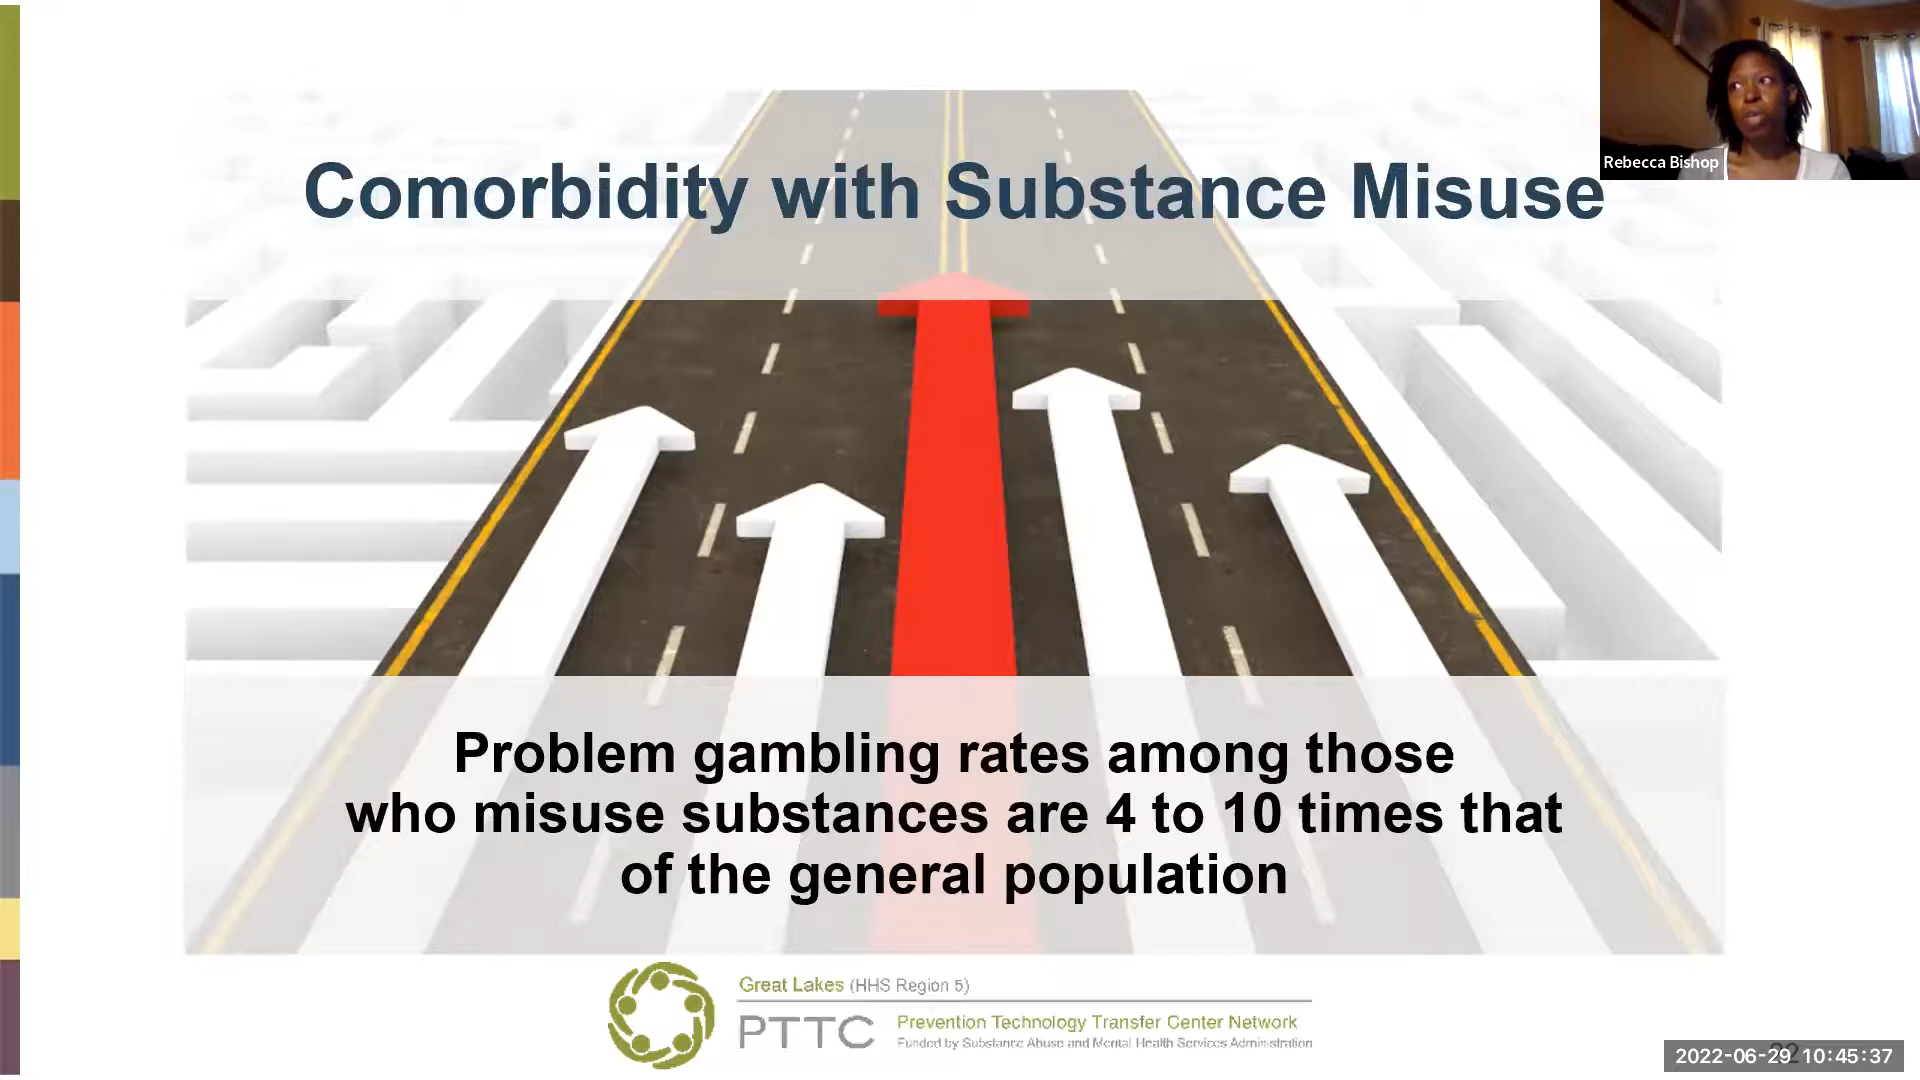 Comorbidity with Substance Misuse
Rebecca Bishop
Problem gambling rates among those
who misuse substances are 4 to 10 times that
of the general population
Great Lakes (HHS Region 5)
PTTC
Prevention Technology Transfer Center Network
Funded by Substance Abuse and Mental Health Services Administration
2022-06-29 10:45:37